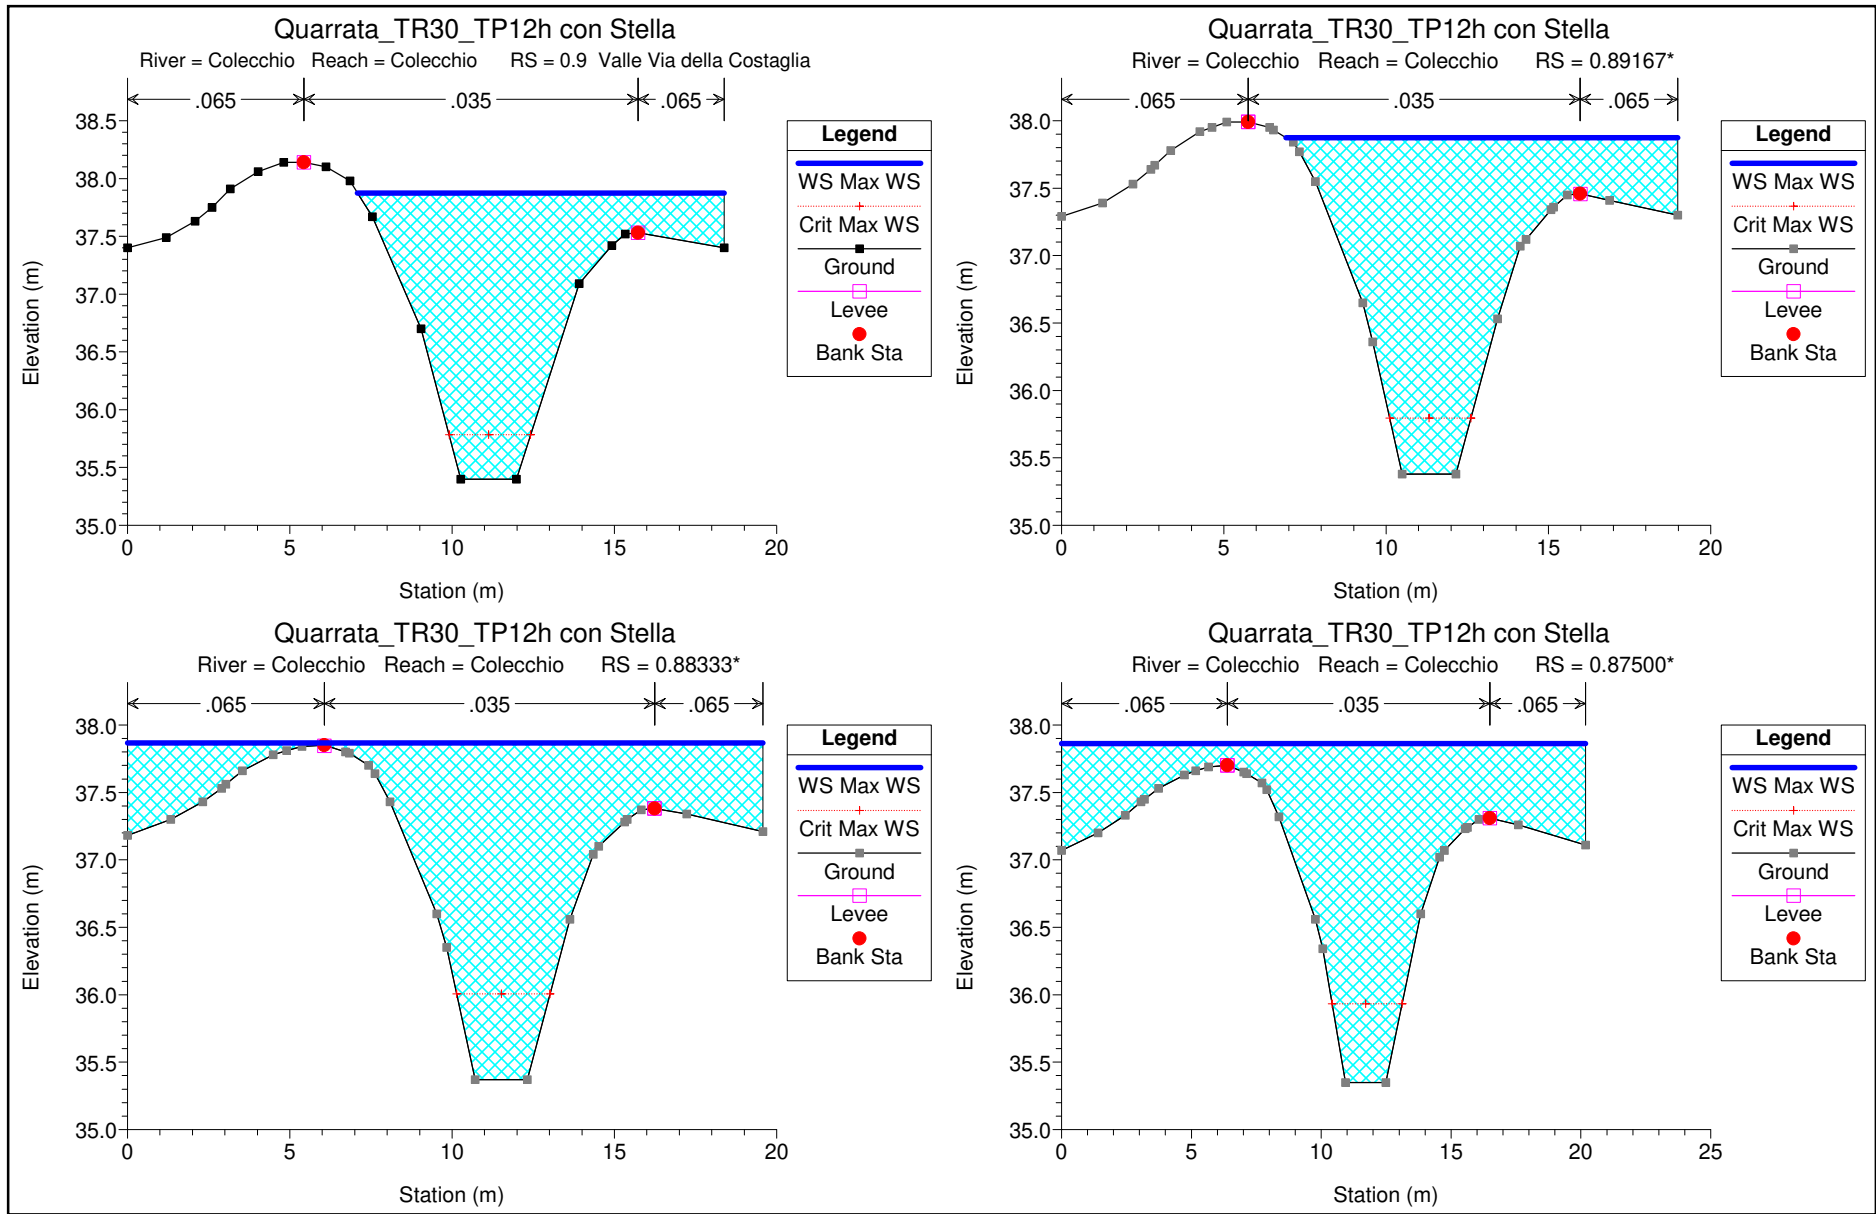 Quarrata_TR30_TP12h con Stella
River = Colecchio Reach = Colecchio RS = 0.9 Valle Via della Costaglia
.065 .035 .065
38.5
38.0
37.5
37.0
36.5
36.0
35.5
35.0
Elevation (m)
0 5 10 15 20
Station (m)
Legend
WS Max WS
Crit Max WS
Ground
Levee
Bank Sta
Quarrata_TR30_TP12h con Stella
River = Colecchio Reach = Colecchio RS = 0.89167*
.065 .035 .065
38.0
37.5
37.0
36.5
36.0
35.5
35.0
Elevation (m)
0 5 10 15 20
Station (m)
Legend
WS Max WS
Crit Max WS
Ground
Levee
Bank Sta
Quarrata_TR30_TP12h con Stella
River = Colecchio Reach = Colecchio RS = 0.88333*
.065 .035 .065
38.0
37.5
37.0
36.5
36.0
35.5
35.0
Elevation (m)
0 5 10 15 20
Station (m)
Legend
WS Max WS
Crit Max WS
Ground
Levee
Bank Sta
Quarrata_TR30_TP12h con Stella
River = Colecchio Reach = Colecchio RS = 0.87500*
.065 .035 .065
38.0
37.5
37.0
36.5
36.0
35.5
35.0
Elevation (m)
0 5 10 15 20 25
Station (m)
Legend
WS Max WS
Crit Max WS
Ground
Levee
Bank Sta